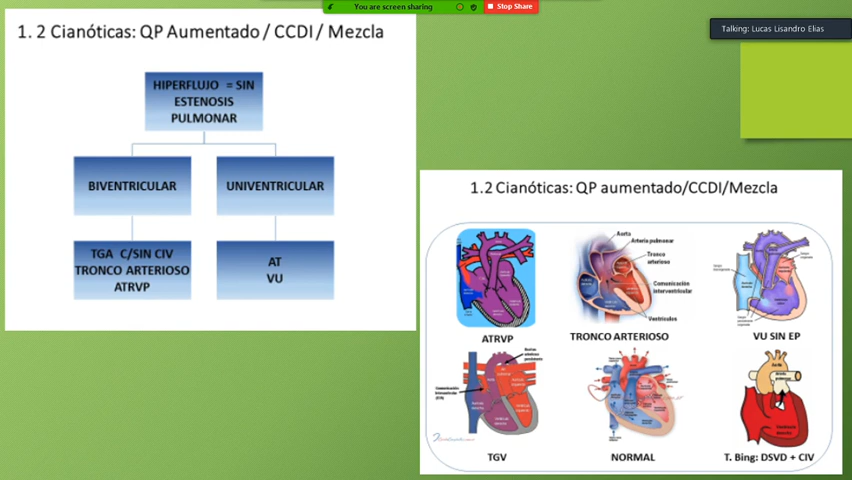 You are screen sharing
Stop Share
Talking: Lucas Lisandro Elias
1. 2 Cianóticas: QP Aumentado / CCDI / Mezcla
HIPERFLUJO = SIN
ESTENOSIS
PULMONAR
BIVENTRICULAR
UNIVENTRICULAR
TGA C/SIN CIV
TRONCO ARTERIOSO
ATRVP
AT
VU
1.2 Cianóticas: QP aumentado/CCDI/Mezcla
Aorta
Arteria pulmonar
Tronco
arterioso
Comunicación
interventricular
Ventrículos
ATRVP
TRONCO ARTERIOSO
VU SIN EP
TGV
NORMAL
T. Bing: DSVD + CIV